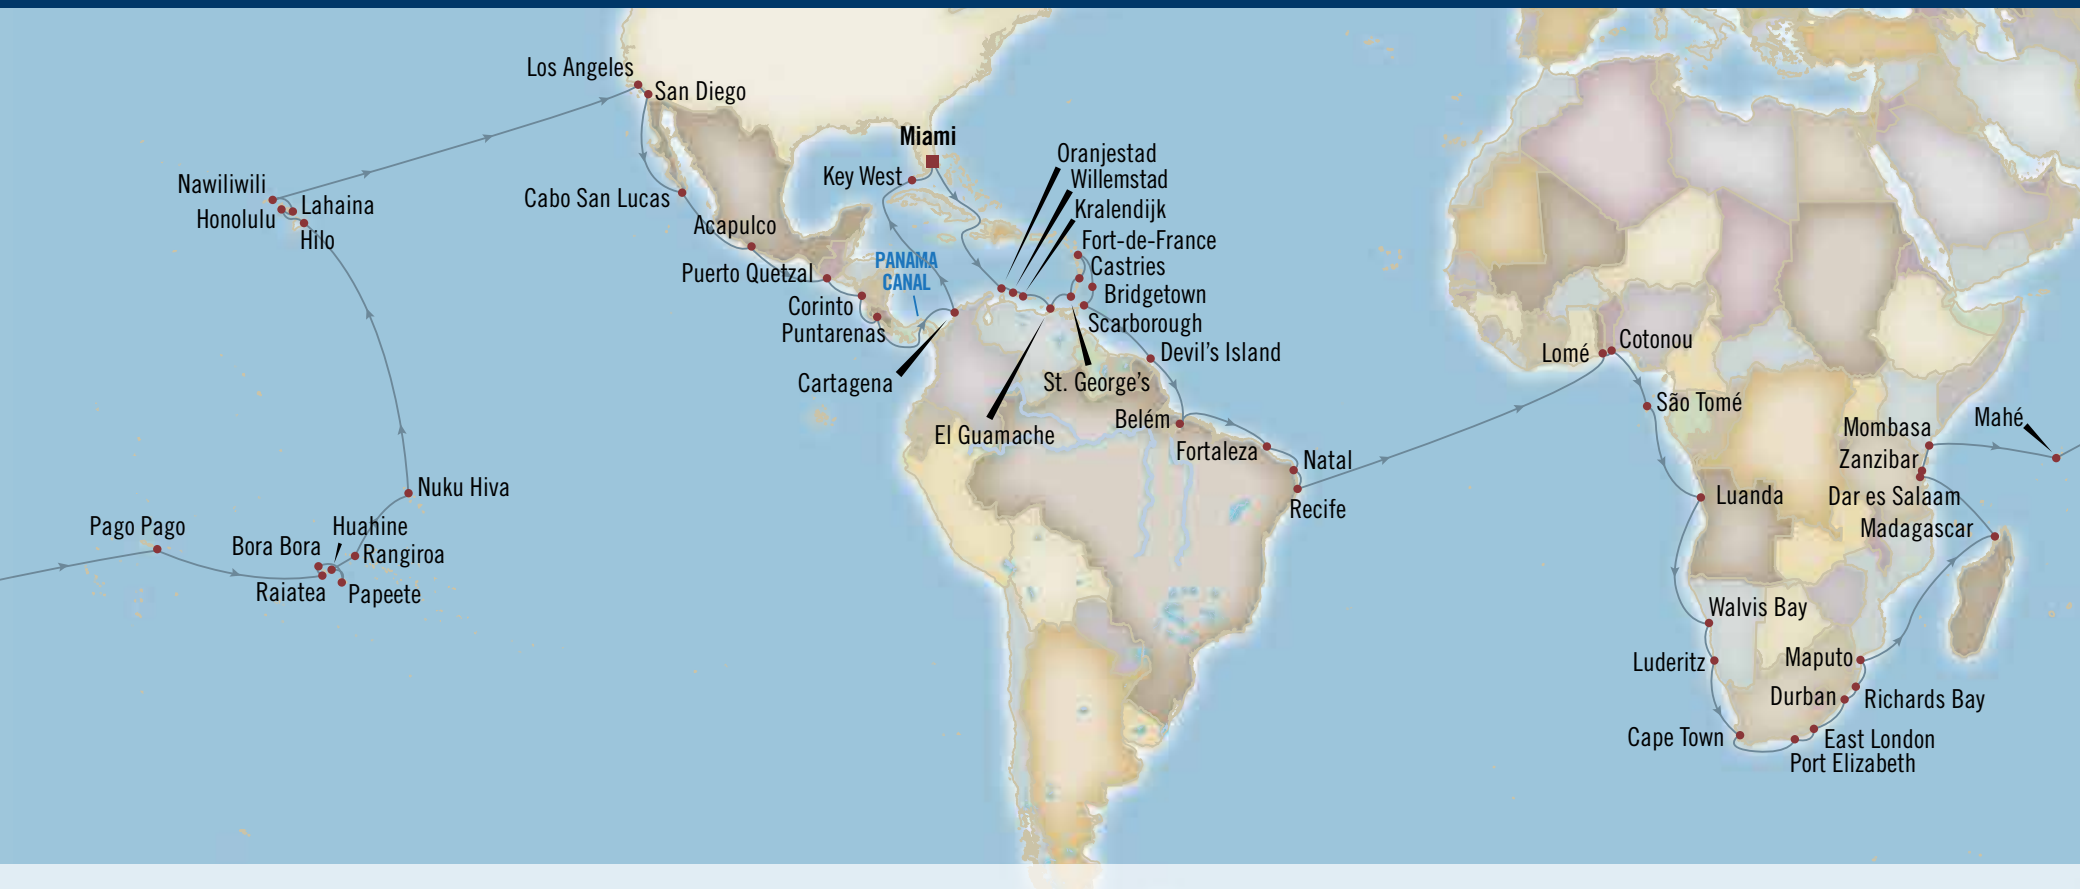 Los Angeles
San Diego
Miami
Oranjestad
Willemstad
Key West
Nawiliwili
Cabo San Lucas
Lahaina
Kralendijk
Honolulu
Acapulco
Hilo
Fort-de-France
PANAMA
CANAL
Castries
Puerto Quetzal
Bridgetown
Corinto
Scarborough
Puntarenas
Devil's Island
Cotonou
Lomé
Cartagena
St. George's
São Tomé
Belém
Mahé
Mombasa
El Guamache
Fortaleza
Natal
Zanzibar
Nuku Hiva
Luanda
Dar es Salaam
Recife
Pago Pago
Huahine
Madagascar
Bora Bora
Rangiroa
Raiatea
Papeete
Walvis Bay
Luderitz
Maputo
Durban
Richards Bay
Cape Town
East London
Port Elizabeth